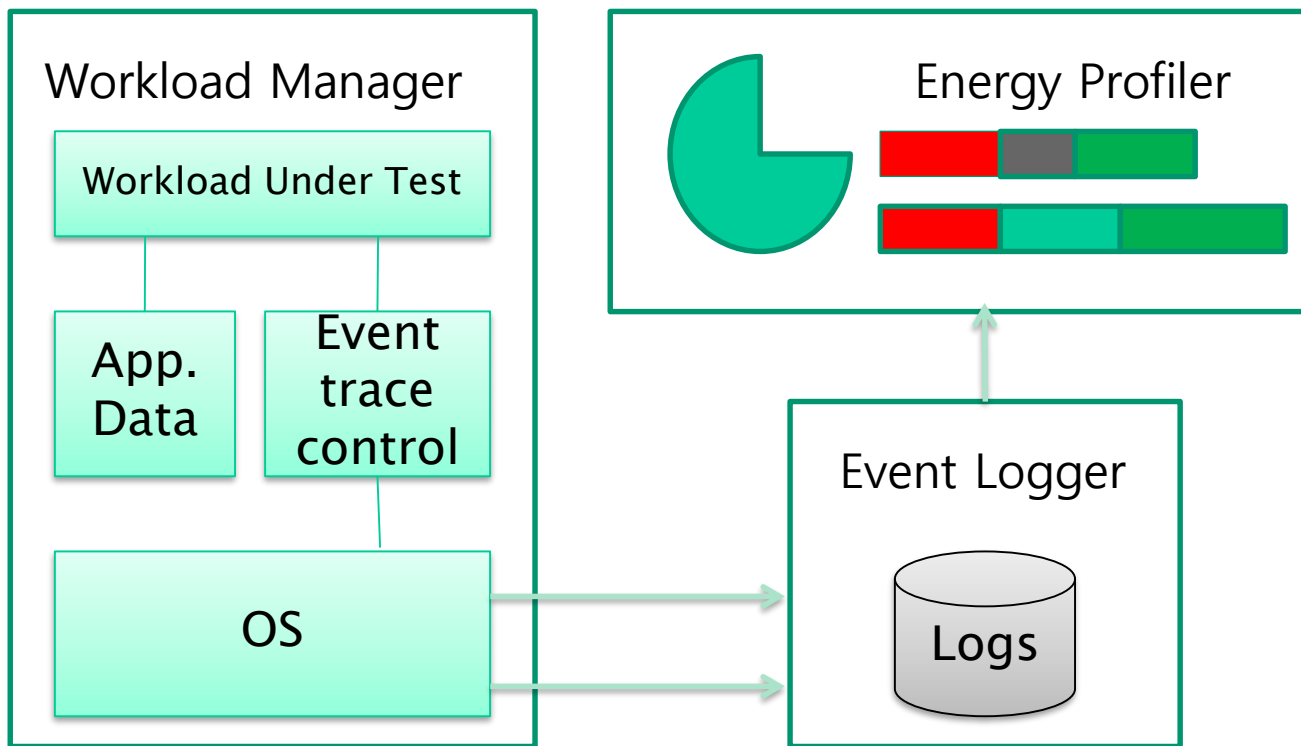 Workload Manager
Workload Under Test
App.
Data
Event
trace
control
OS
Energy Profiler
Event Logger
Logs